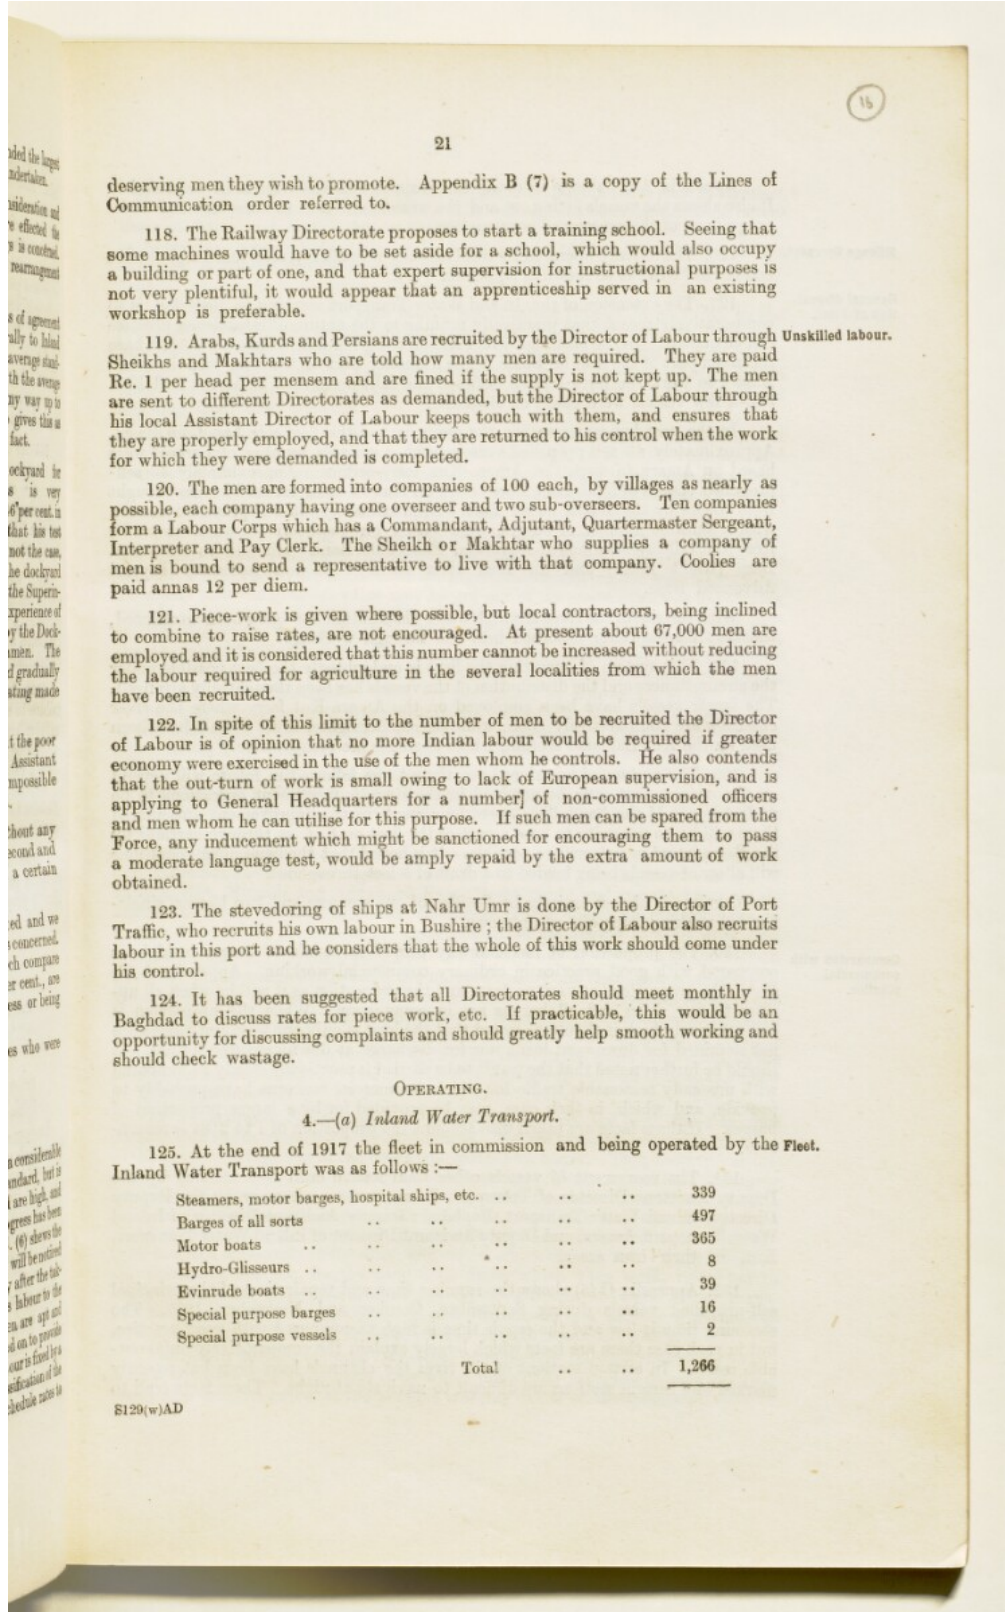 16
21
deserving men they wish to promote. Appendix B (7) is a copy of the Lines of
Communication order referred to.
118. The Railway Directorate proposes to start a training school. Seeing that
some machines would have to be set aside for a school, which would also occupy
a building or part of one, and that expert supervision for instructional purposes is
not very plentiful, it would appear that an apprenticeship served in an existing
workshop is preferable.
119. Arabs, Kurds and Persians are recruited by the Director of Labour through Unskilled labour.
Sheikhs and Makhtars who are told how many men are required. They are paid
Re. 1 per head per mensem and are fined if the supply is not kept up. The men
are sent to different Directorates as demanded, but the Director of Labour through
his local Assistant Director of Labour keeps touch with them, and ensures that
they are properly employed, and that they are returned to his control when the work
for which they were demanded is completed.
120. The men are formed into companies of 100 each, by villages as nearly as
possible, each company having one overseer and two sub-overseers. Ten companies
form a Labour Corps which has a Commandant, Adjutant, Quartermaster Sergeant,
Interpreter and Pay Clerk. The Sheikh or Makhtar who supplies a company of
men is bound to send a representative to live with that company. Coolies are
paid annas 12 per diem.
121. Piece-work is given where possible, but local contractors, being inclined
to combine to raise rates, are not encouraged. At present about 67,000 men are
employed and it is considered that this number cannot be increased without reducing
the labour required for agriculture in the several localities from which the men
have been recruited.
122. In spite of this limit to the number of men to be recruited the Director
of Labour is of opinion that no more Indian labour would be required if greater
economy were exercised in the use of the men whom he controls. He also contends
that the out-turn of work is small owing to lack of European supervision, and is
applying to General Headquarters for a number] of non-commissioned officers
and men whom he can utilise for this purpose. If such men can be spared from the
Force, any inducement which might be sanctioned for encouraging them to pass
a moderate language test, would be amply repaid by the extra amount of work
obtained.
123. The stevedoring of ships at Nahr Umr is done by the Director of Port
Traffic, who recruits his own labour in Bushire ; the Director of Labour also recruits
labour in this port and he considers that the whole of this work should come under
his control.
124. It has been suggested that all Directorates should meet monthly in
Baghdad to discuss rates for piece work, etc. If practicable, this would be an
opportunity for discussing complaints and should greatly help smooth working and
should check wastage.
OPERATING.
4.—(a) Inland Water Transport.
125. At the end of 1917 the fleet in commission and being operated by the Fleet.
Inland Water Transport was as follows :—
Steamers, motor barges, hospital ships, etc. .. .. .. 339
Barges of all sorts .. .. .. .. .. 497
Motor boats .. .. .. .. .. .. 365
Hydro-Glisseurs .. .. .. .. .. .. 8
Evinrude boats .. .. .. .. .. .. 39
Special purpose barges .. .. .. .. .. 16
Special purpose vessels .. .. .. .. .. 2
Total .. .. 1,266
S129(w)AD